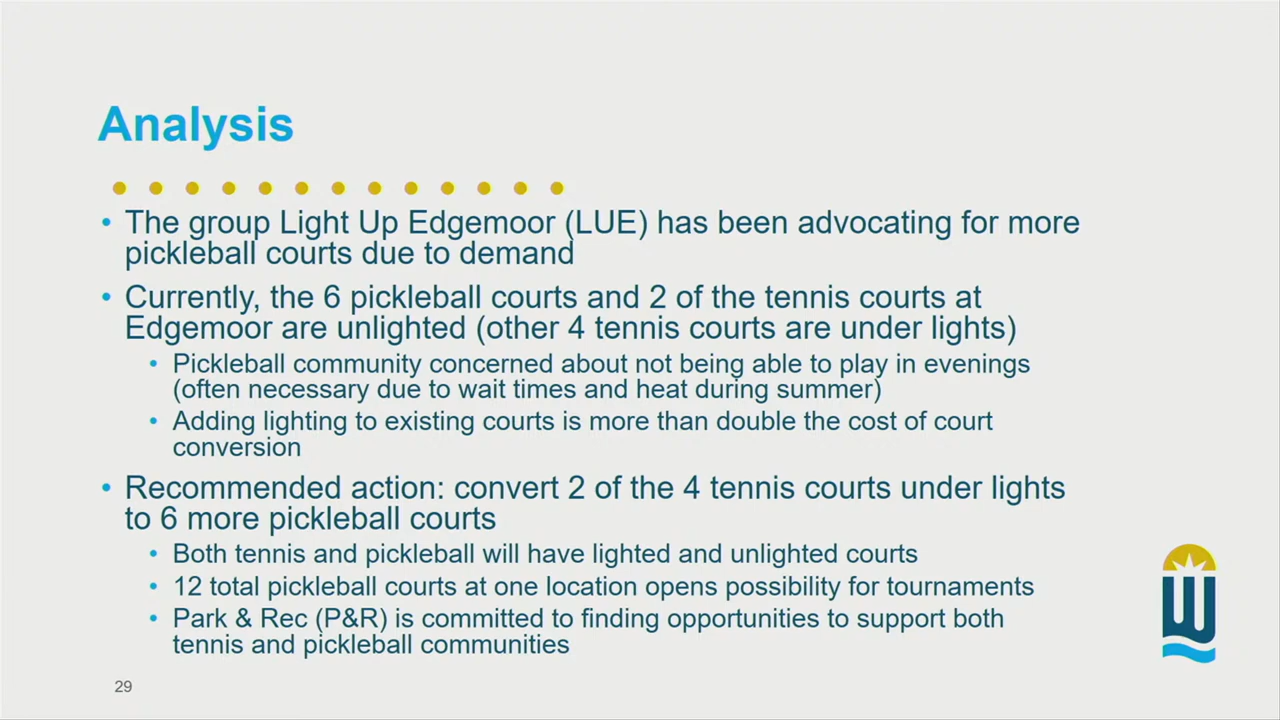 Analysis
• The group Light Up Edgemoor (LUE) has been advocating for more
pickleball courts due to demand
• Currently, the 6 pickleball courts and 2 of the tennis courts at
Edgemoor are unlighted (other 4 tennis courts are under lights)
• Pickleball community concerned about not being able to play in evenings
(often necessary due to wait times and heat during summer)
• Adding lighting to existing courts is more than double the cost of court
conversion
• Recommended action: convert 2 of the 4 tennis courts under lights
to 6 more pickleball courts
• Both tennis and pickleball will have lighted and unlighted courts
• 12 total pickleball courts at one location opens possibility for tournaments
• Park & Rec (P&R) is committed to finding opportunities to support both
tennis and pickleball communities
W
29